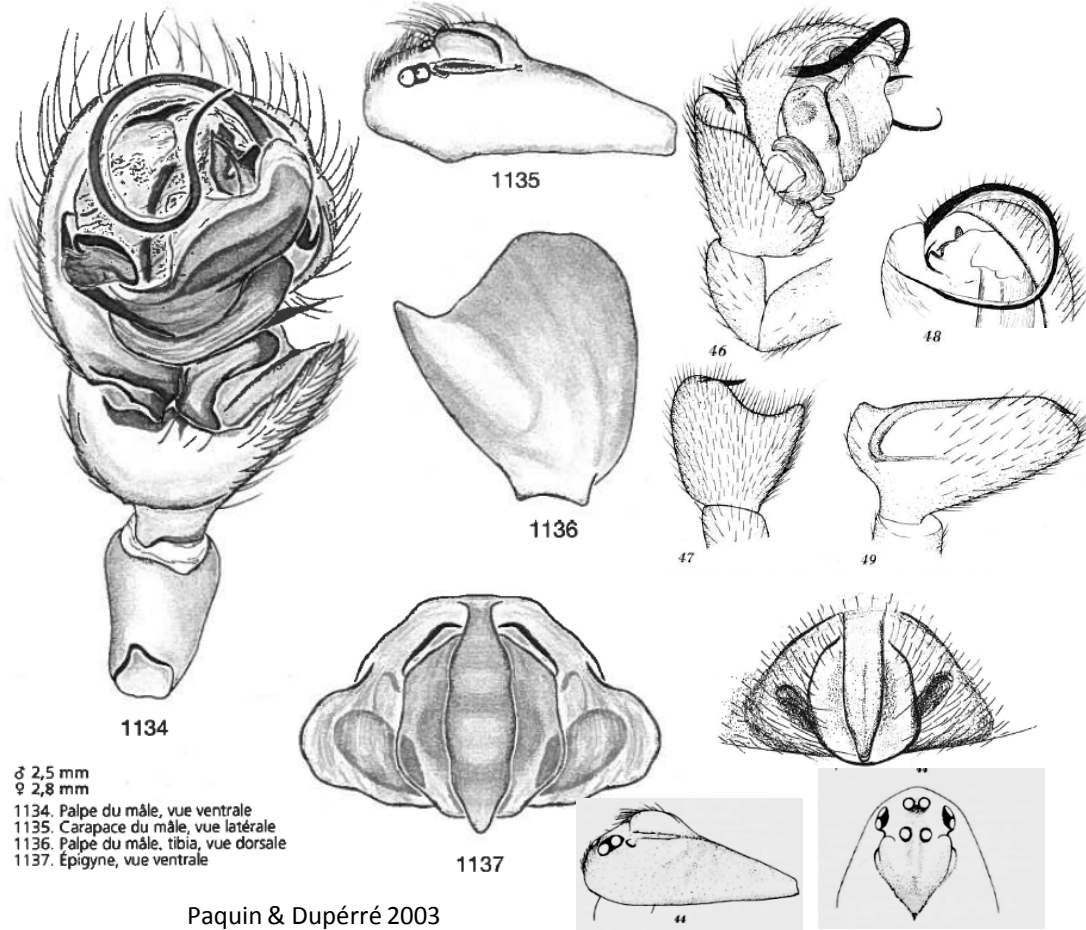 1135
46
48
1136
47
49
1134
♂ 2,5 mm
♀ 2,8 mm
1134. Palpe du mâle, vue ventrale
1135. Carapace du mâle, vue latérale
1136. Palpe du mâle. tibia, vue dorsale
1137. Épigyne, vue ventrale
1137
44
Paquin & Dupérré 2003